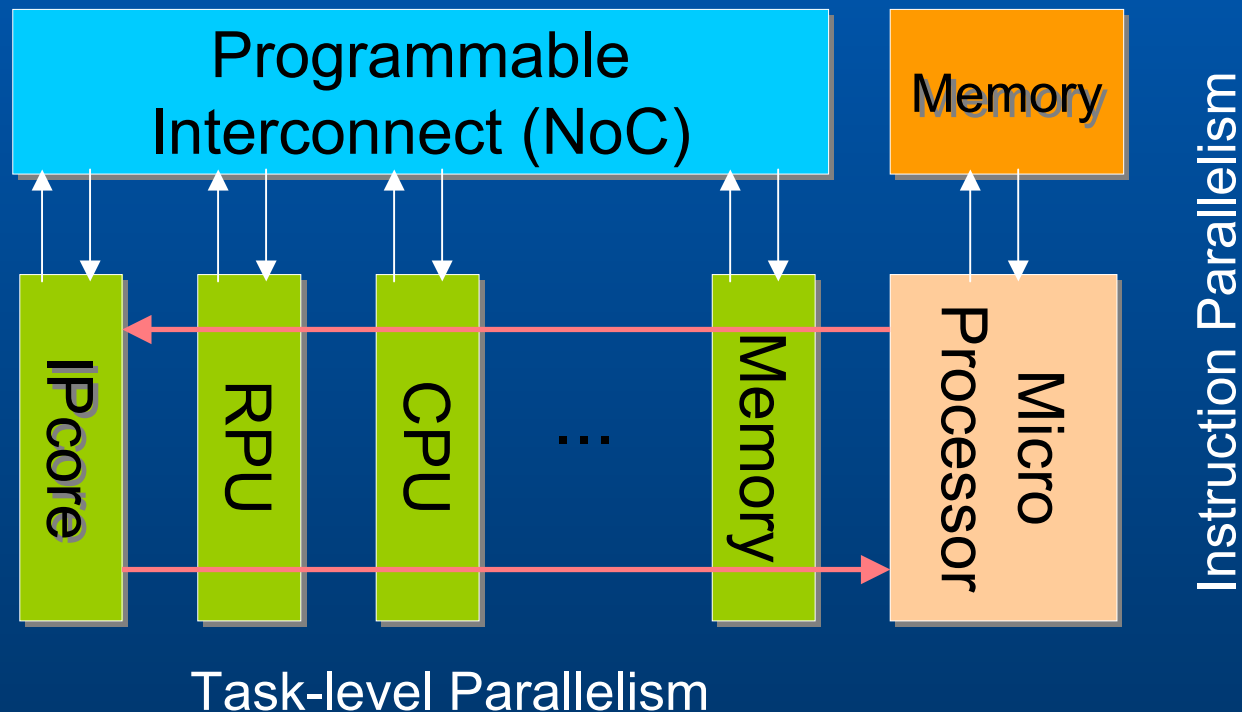 Programmable
Interconnect (NoC)
Memory
IPcore
RPU
CPU
...
Memory
Micro
Processor
Instruction Parallelism
Task-level Parallelism